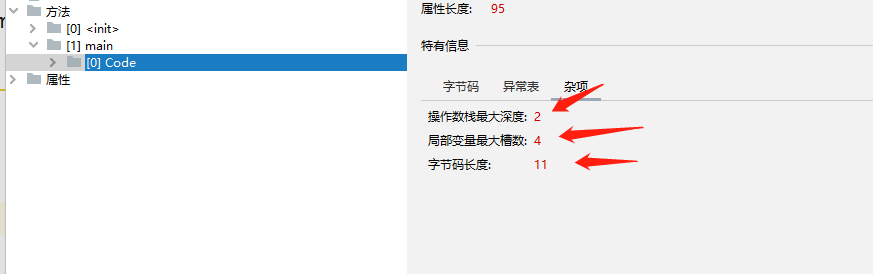 方法
[0] <init>
[1] main
[0] Code
属性
属性长度: 95
特有信息
字节码 异常表 杂项
操作数栈最大深度: 2
局部变量最大槽数: 4
字节码长度: 11